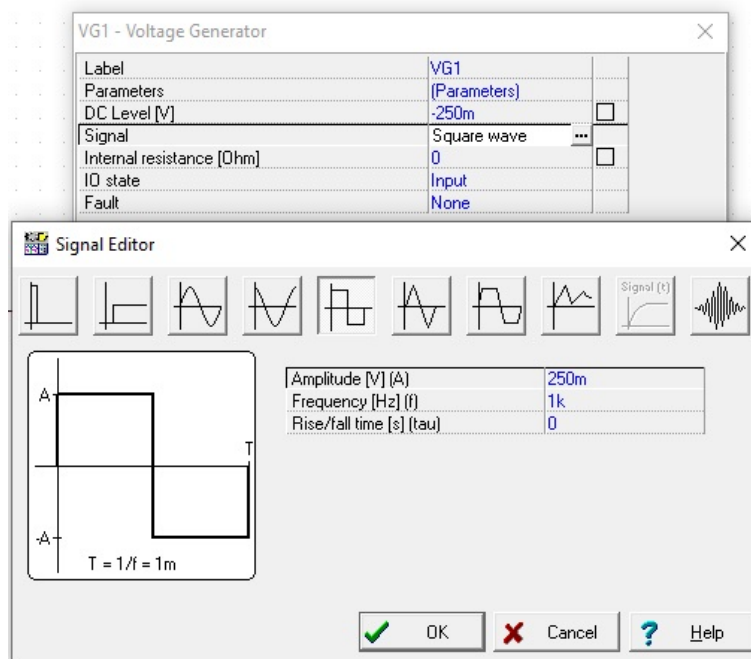 VG1 - Voltage Generator
Label VG1
Parameters (Parameters)
DC Level [V] -250m
Signal Square wave ...
Internal resistance [Ohm] 0
IO state Input
Fault None
Signal Editor
Signal (t)
A
T
-A
T = 1/f = 1m
Amplitude [V] (A) 250m
Frequency [Hz] (f) 1k
Rise/fall time [s] (tau) 0
OK Cancel ? Help